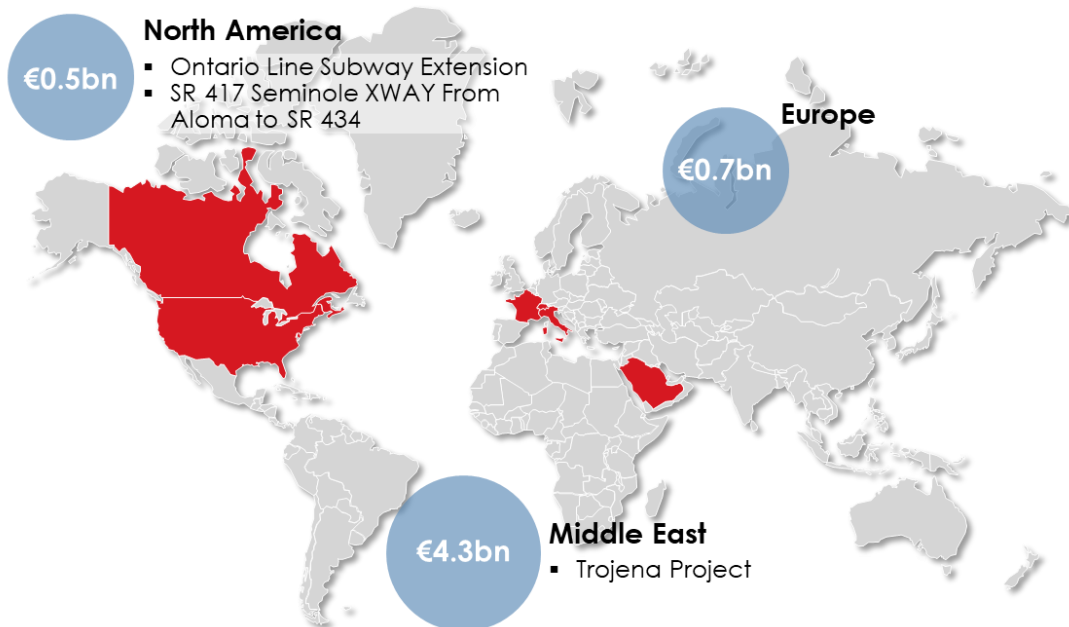 €0.5bn
North America
▪ Ontario Line Subway Extension
▪ SR 417 Seminole XWAY From
Aloma to SR 434
€0.7bn
Europe
€4.3bn
Middle East
▪ Trojena Project